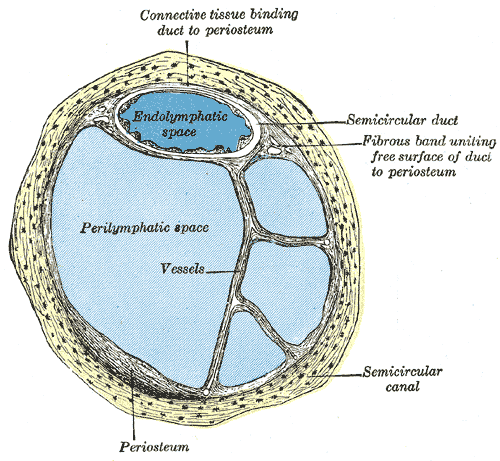 Connective tissue binding
duct to periosteum
Endolymphatic
space
Semicircular duct
Fibrous band uniting
free surface of duct
to periosteum
Perilymphatic space
Vessels
Semicircular
canal
Periosteum